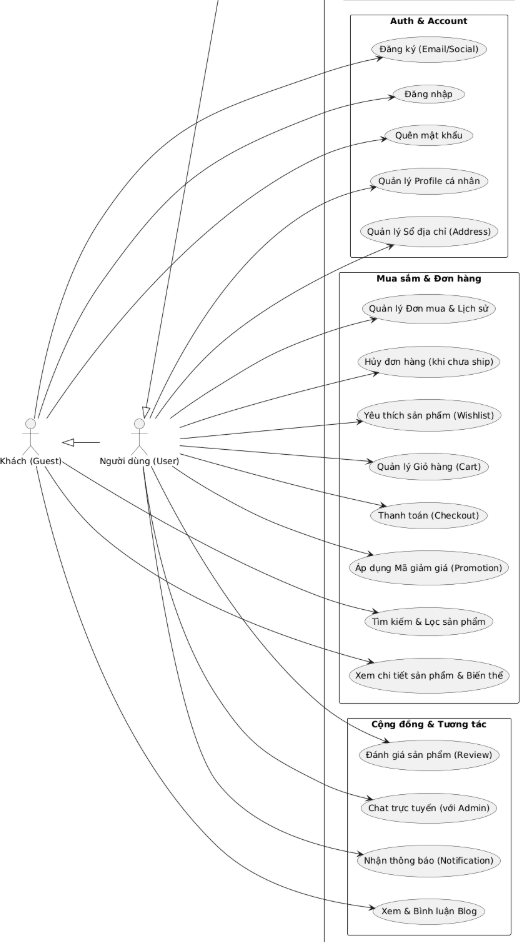 Auth & Account
Đăng ký (Email/Social)
Đăng nhập
Quên mật khẩu
Quản lý Profile cá nhân
Quản lý Sổ địa chỉ (Address)
Mua sắm & Đơn hàng
Quản lý Đơn mua & Lịch sử
Hủy đơn hàng (khi chưa ship)
Yêu thích sản phẩm (Wishlist)
Khách (Guest)
Người dùng (User)
Quản lý Giỏ hàng (Cart)
Thanh toán (Checkout)
Áp dụng Mã giảm giá (Promotion)
Tìm kiếm & Lọc sản phẩm
Xem chi tiết sản phẩm & Biến thể
Cộng đồng & Tương tác
Đánh giá sản phẩm (Review)
Chat trực tuyến (với Admin)
Nhận thông báo (Notification)
Xem & Bình luận Blog